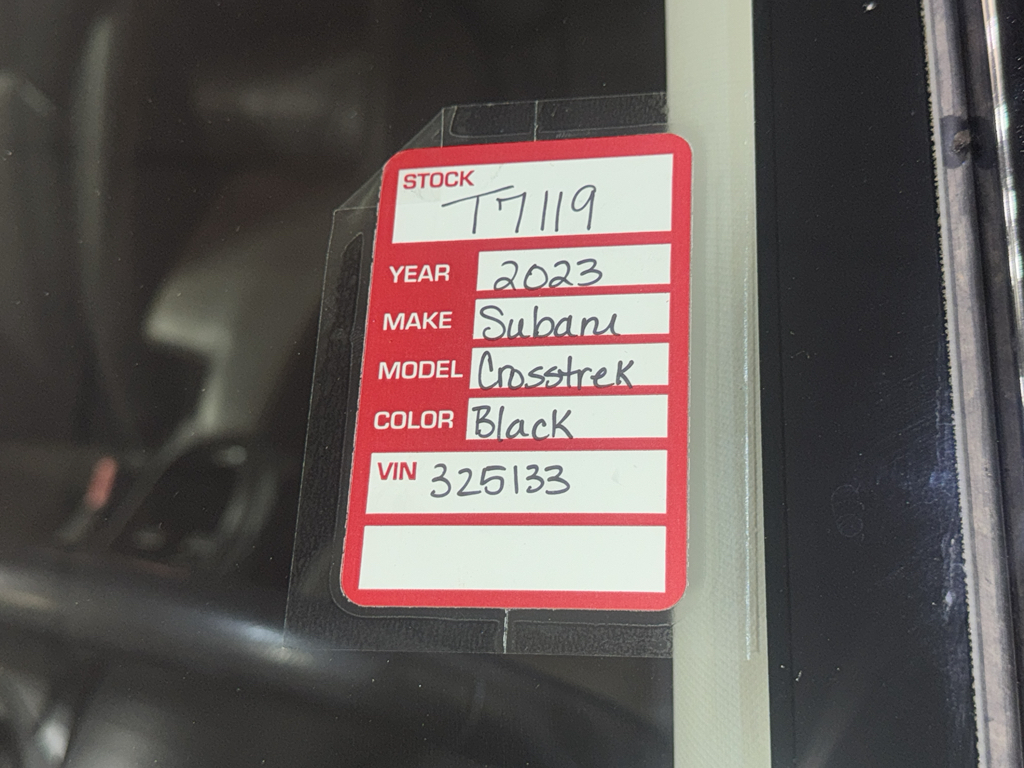 STOCK T7119
YEAR 2023
MAKE Subaru
MODEL Crosstrek
COLOR Black
VIN 325133